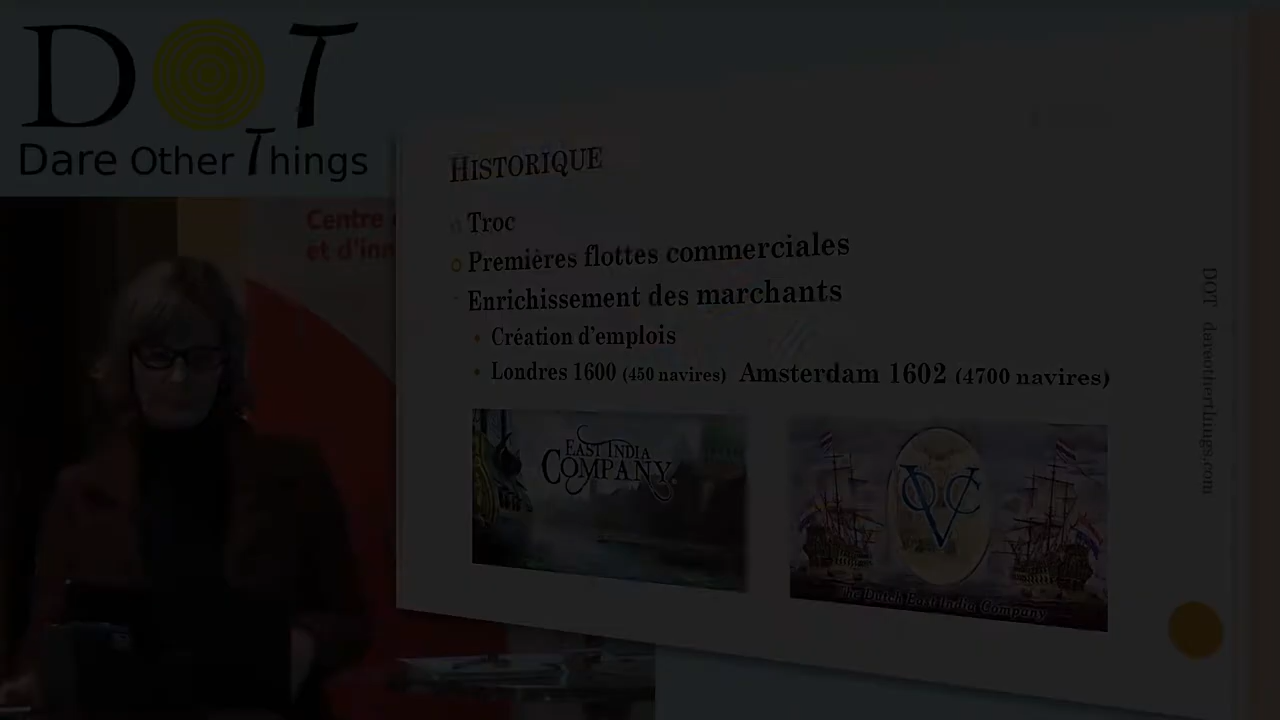 DOT
Dare Other Things
Centre
et d'inn
HISTORIQUE
Troc
Premières flottes commerciales
Enrichissement des marchants
Création d'emplois
Londres 1600 (450 navires) Amsterdam 1602 (4700 navires)
EAST INDIA
COMPANY
VOC
The Dutch East India Company
DOT dareotherthings.com